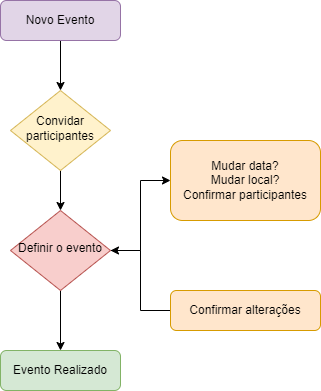 Novo Evento
Convidar
participantes
Mudar data?
Mudar local?
Confirmar participantes
Definir o evento
Confirmar alterações
Evento Realizado